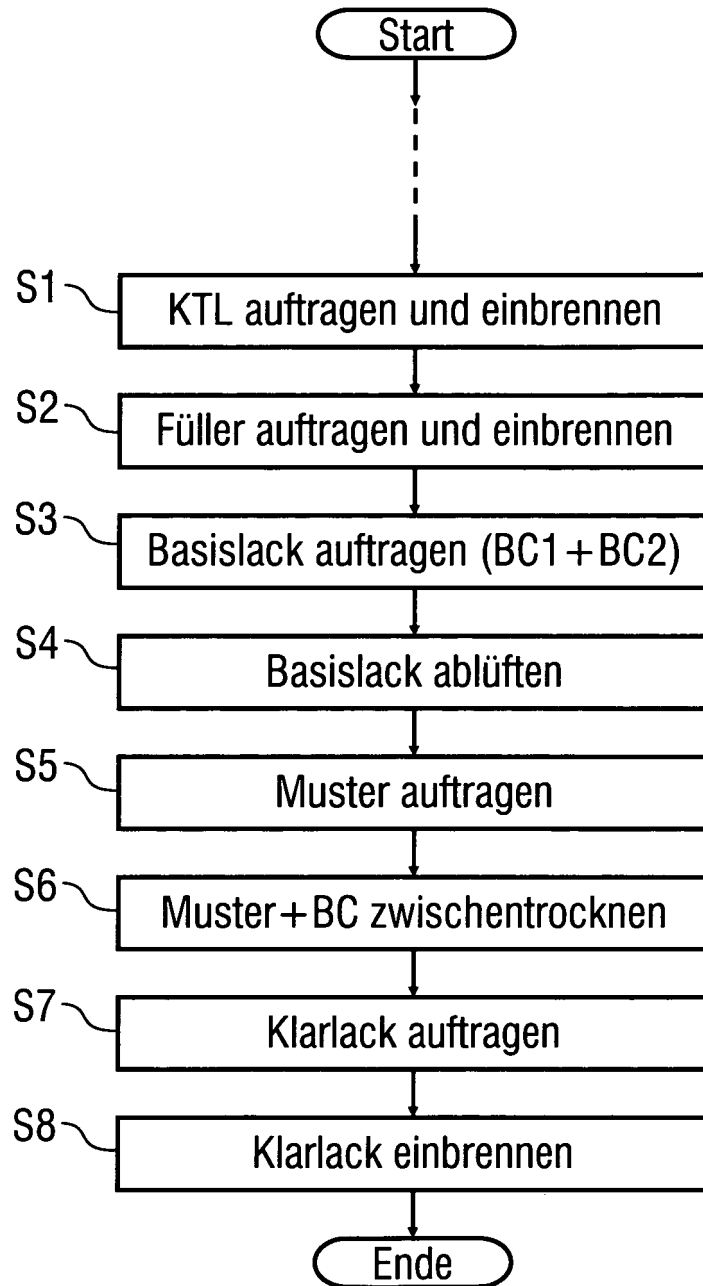 Start
S1
KTL auftragen und einbrennen
S2
Füller auftragen und einbrennen
S3
Basislack auftragen (BC1+BC2)
S4
Basislack ablüften
S5
Muster auftragen
S6
Muster+BC zwischentrocknen
S7
Klarlack auftragen
S8
Klarlack einbrennen
Ende